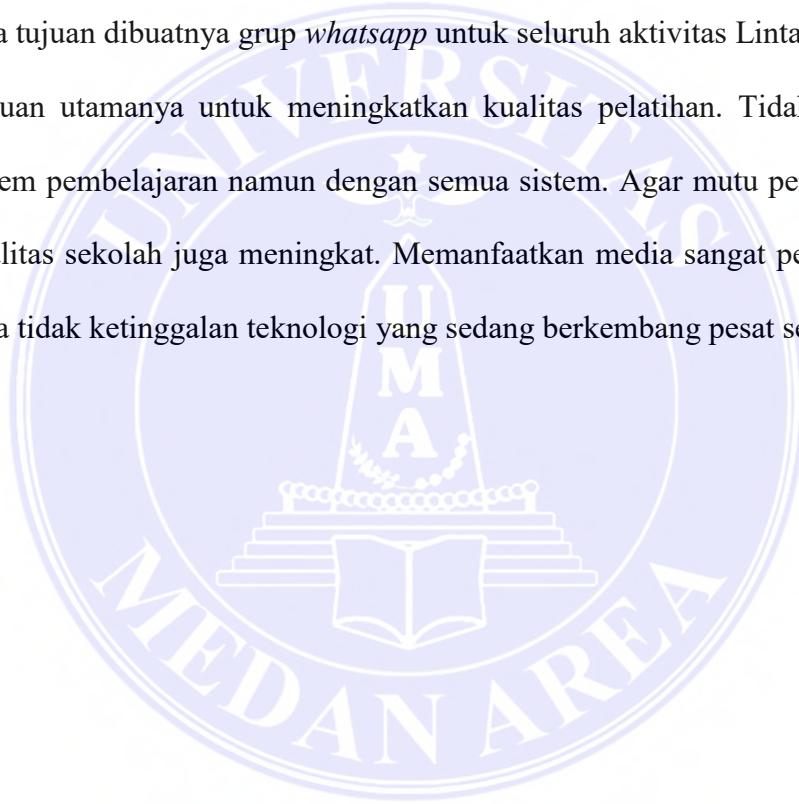 a tujuan dibuatnya grup whatsapp untuk seluruh aktivitas Linta
uan utamanya untuk meningkatkan kualitas pelatihan. Tidal
em pembelajaran namun dengan semua sistem. Agar mutu pe
litas sekolah juga meningkat. Memanfaatkan media sangat pe
a tidak ketinggalan teknologi yang sedang berkembang pesat se
UNIVERSITAS
UMA
MEDAN AREA